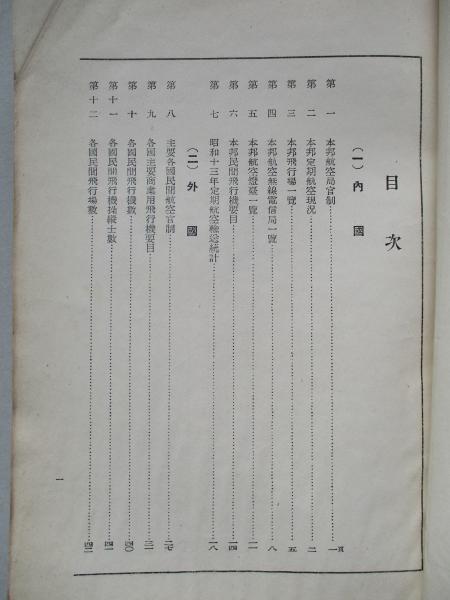 目次
(一) 內國
第一 本邦航空局官制……一頁
第二 本邦定期航空現況……二
第三 本邦飛行場一覽……五
第四 本邦航空無線電信局一覽……八
第五 本邦航空燈臺一覽……一一
第六 本邦民間飛行機要目……一四
第七 昭和十三年定期航空輸送統計……一八
(二) 外國
第八 主要各國民間航空官制……二七
第九 各國主要商業用飛行機要目……三一
第十 各國民間飛行機數……四〇
第十一 各國民間飛行機操縱士數……四一
第十二 各國民間飛行場數……四二
一